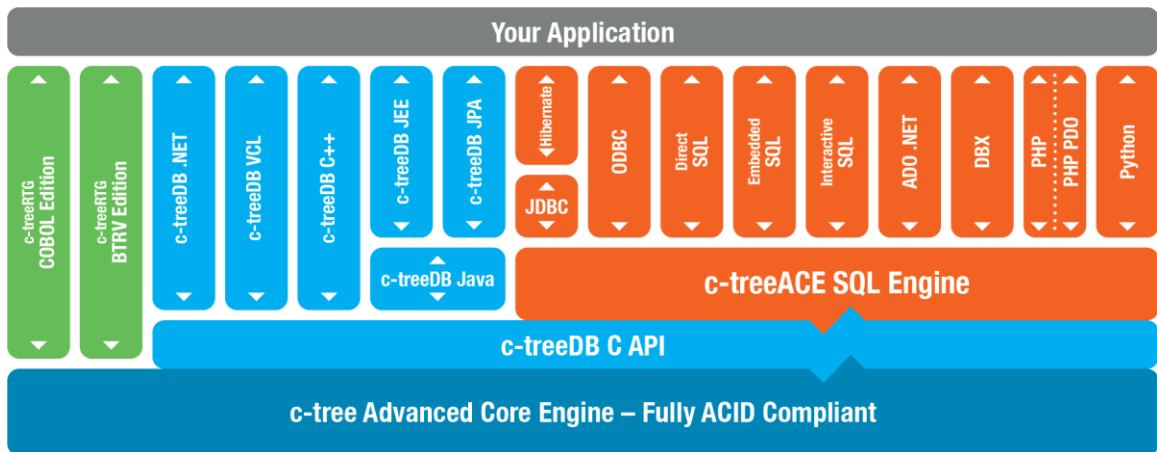 Your Application
c-treeRTG
COBOL Edition
c-treeRTG
BTRV Edition
c-treeDB .NET
c-treeDB VCL
c-treeDB C++
c-treeDB JEE
c-treeDB JPA
c-treeDB Java
Hibernate
JDBC
ODBC
Direct
SQL
Embedded
SQL
Interactive
SQL
ADO .NET
DBX
PHP
PHP PDO
Python
c-treeACE SQL Engine
c-treeDB C API
c-tree Advanced Core Engine – Fully ACID Compliant